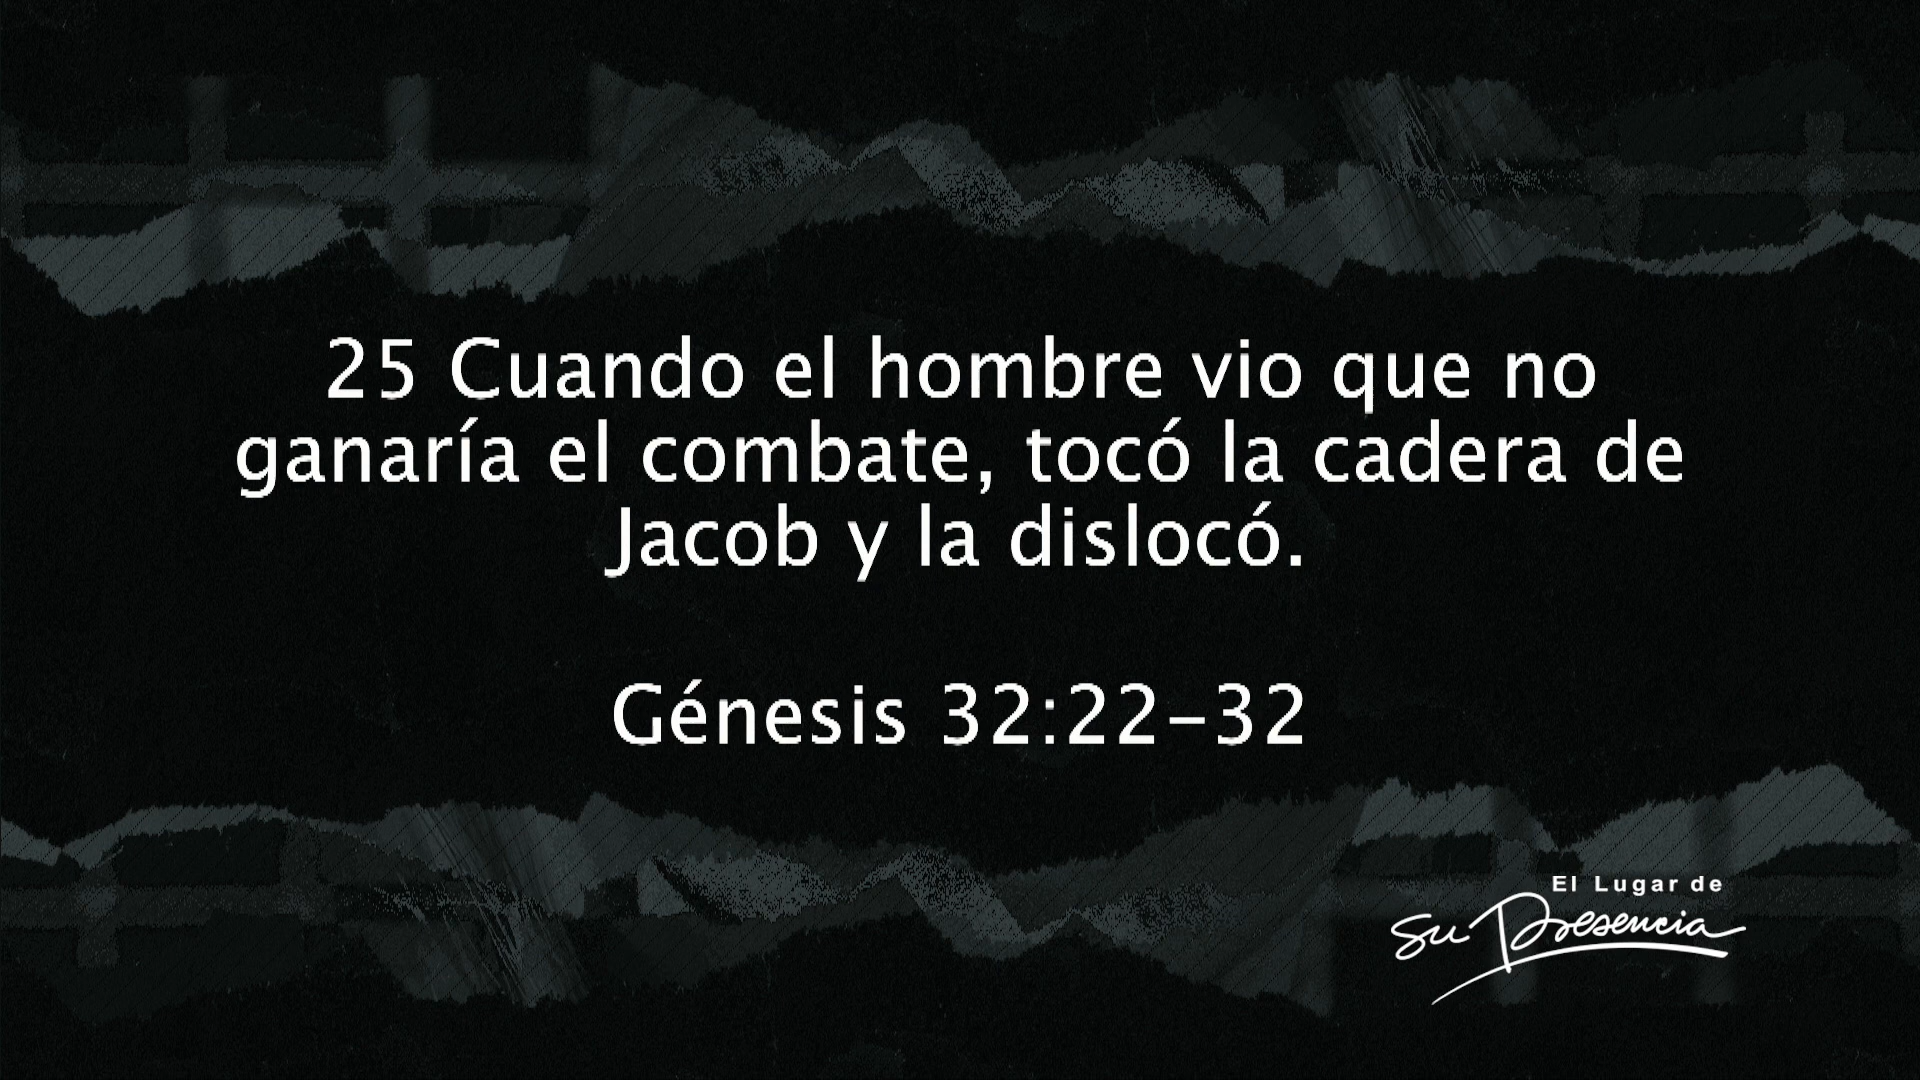 25 Cuando el hombre vio que no
ganaría el combate, tocó la cadera de
Jacob y la dislocó.
Génesis 32:22-32
El Lugar de
Su Presencia